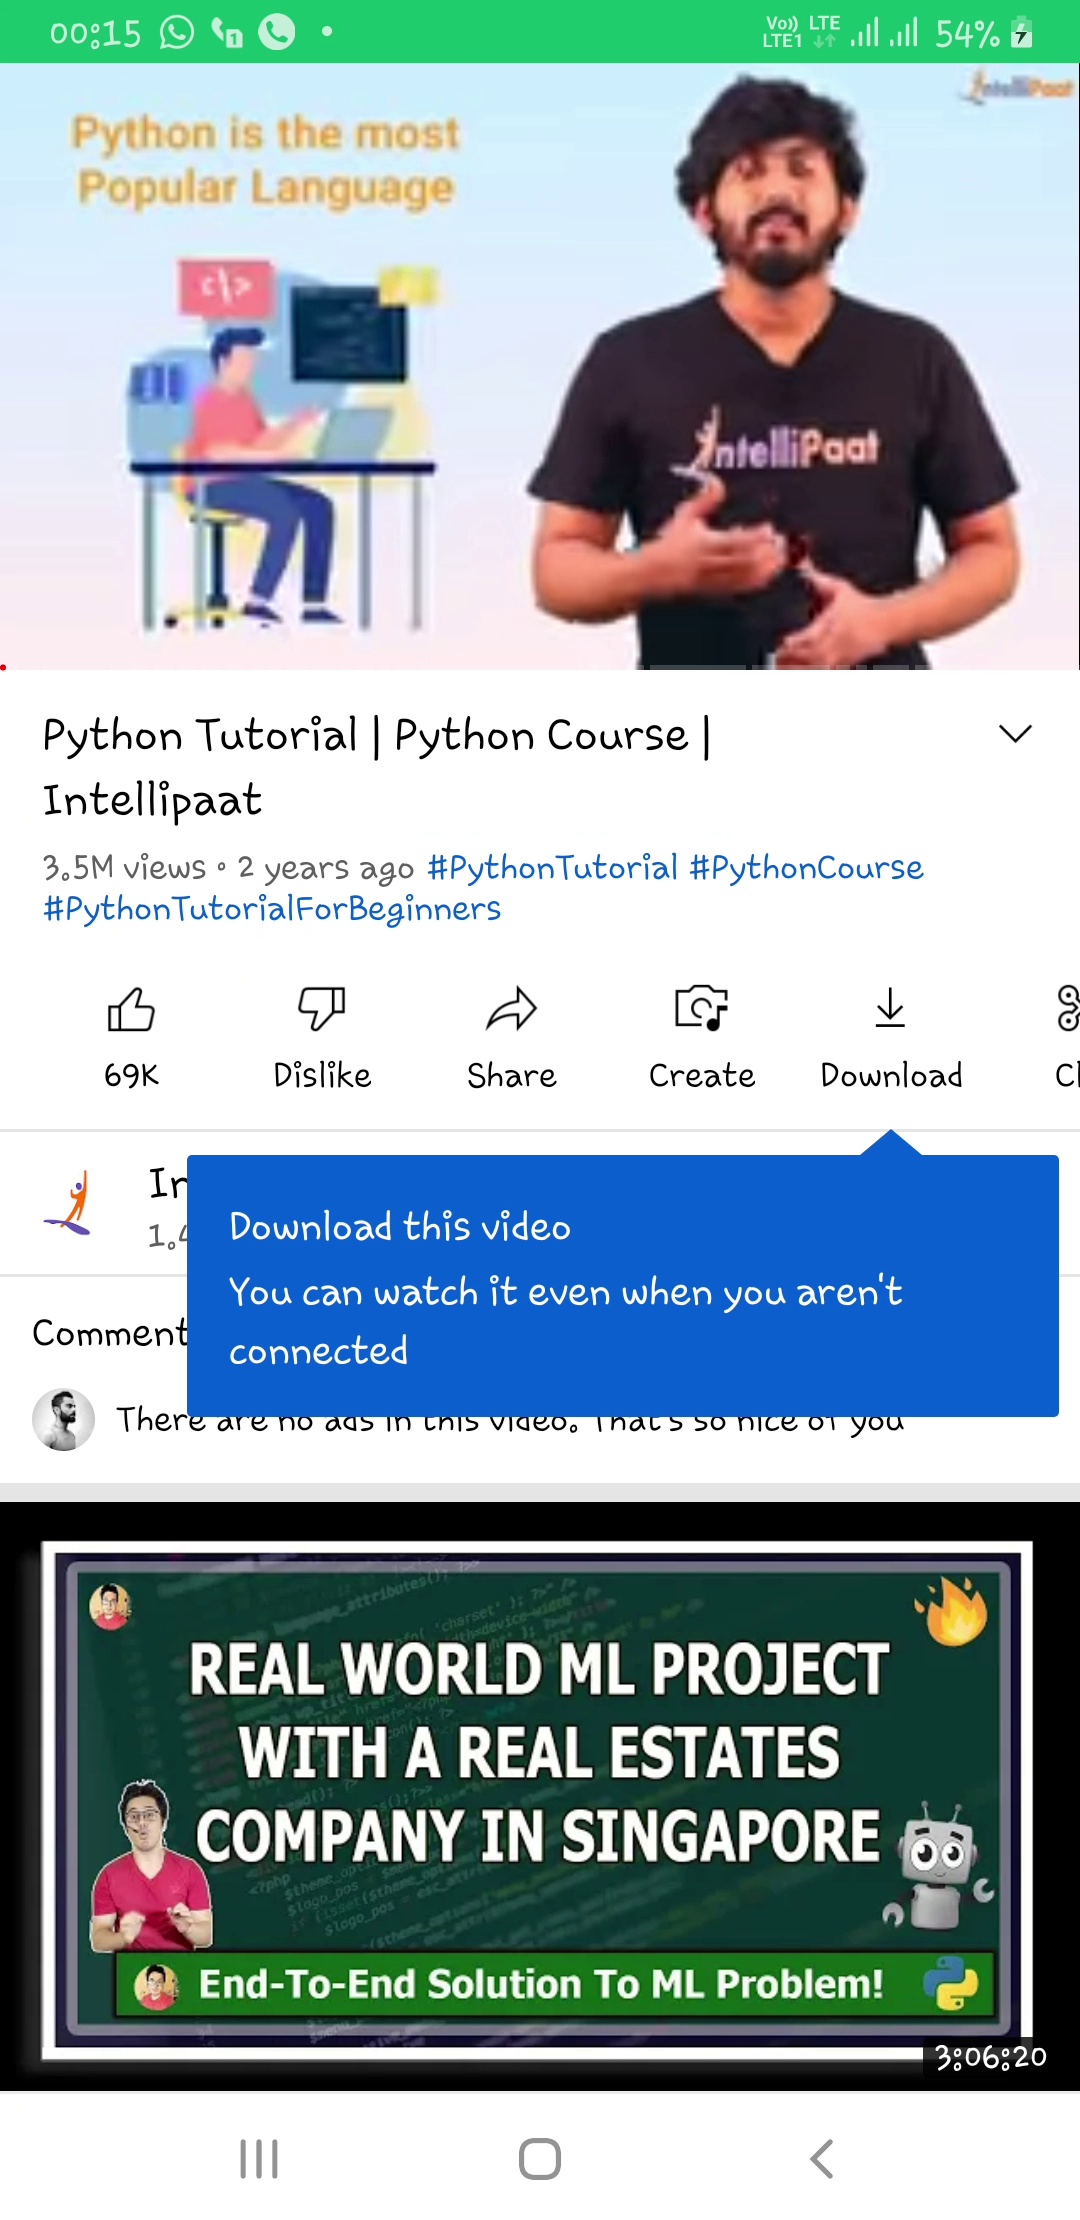 00:15
Vo)) LTE
LTE1
54%
IntelliPaat
Python is the most
Popular Language
IntelliPaat
Python Tutorial | Python Course |
Intellipaat
3.5M views • 2 years ago #PythonTutorial #PythonCourse
#PythonTutorialForBeginners
69K Dislike Share Create Download
Download this video
You can watch it even when you aren't
connected
Comment
There are no ads in this video. That's so nice of you
REAL WORLD ML PROJECT
WITH A REAL ESTATES
COMPANY IN SINGAPORE
End-To-End Solution To ML Problem!
3:06:20